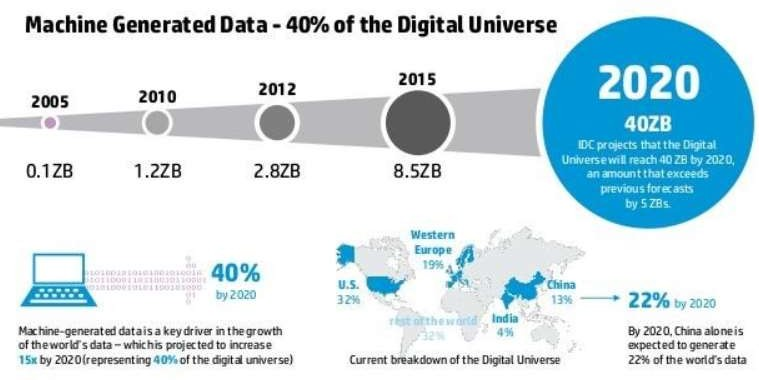 Machine Generated Data - 40% of the Digital Universe
2005
2010
2012
2015
0.1ZB
1.2ZB
2.8ZB
8.5ZB
2020
40ZB
IDC projects that the Digital
Universe will reach 40 ZB by 2020,
an amount that exceeds
previous forecasts
by 5 ZBs.
40%
by 2020
Machine-generated data is a key driver in the growth
of the world's data – which is projected to increase
15x by 2020 (representing 40% of the digital universe)
Western
Europe
19%
U.S.
32%
China
13%
India
4%
rest of the world
32%
Current breakdown of the Digital Universe
22% by 2020
By 2020, China alone is
expected to generate
22% of the world's data